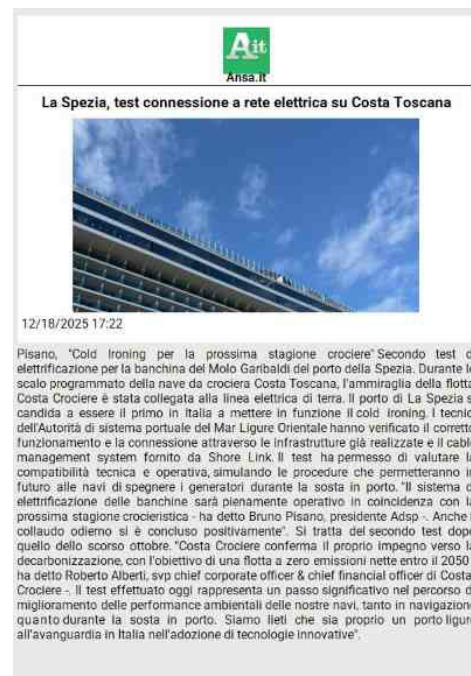 Ait
Ansa.it
La Spezia, test connessione a rete elettrica su Costa Toscana
12/18/2025 17:22
Pisano, "Cold Ironing per la prossima stagione crociere" Secondo test d
elettrificazione per la banchina del Molo Garibaldi del porto della Spezia. Durante lo
scalo programmato della nave da crociera Costa Toscana, l'ammiraglia della flotta
Costa Crociere è stata collegata alla linea elettrica di terra. Il porto di La Spezia s
candida a essere il primo in Italia a mettere in funzione il cold ironing. I tecnic
dell'Autorità di sistema portuale del Mar Ligure Orientale hanno verificato il corretto
funzionamento e la connessione attraverso le infrastrutture già realizzate e il cable
management system fornito da Shore Link. Il test ha permesso di valutare la
compatibilità tecnica e operativa, simulando le procedure che permetteranno in
futuro alle navi di spegnere i generatori durante la sosta in porto. "Il sistema d
elettrificazione delle banchine sarà pienamente operativo in coincidenza con la
prossima stagione crocieristica - ha detto Bruno Pisano, presidente Adsp -. Anche i
collaudo odierno si è concluso positivamente". Si tratta del secondo test dopo
quello dello scorso ottobre. "Costa Crociere conferma il proprio impegno verso la
decarbonizzazione, con l'obiettivo di una flotta a zero emissioni nette entro il 2050
ha detto Roberto Alberti, svp chief corporate officer & chief financial officer di Costa
Crociere -. Il test effettuato oggi rappresenta un passo significativo nel percorso d
miglioramento delle performance ambientali delle nostre navi, tanto in navigazione
quanto durante la sosta in porto. Siamo lieti che sia proprio un porto ligure
all'avanguardia in Italia nell'adozione di tecnologie innovative".